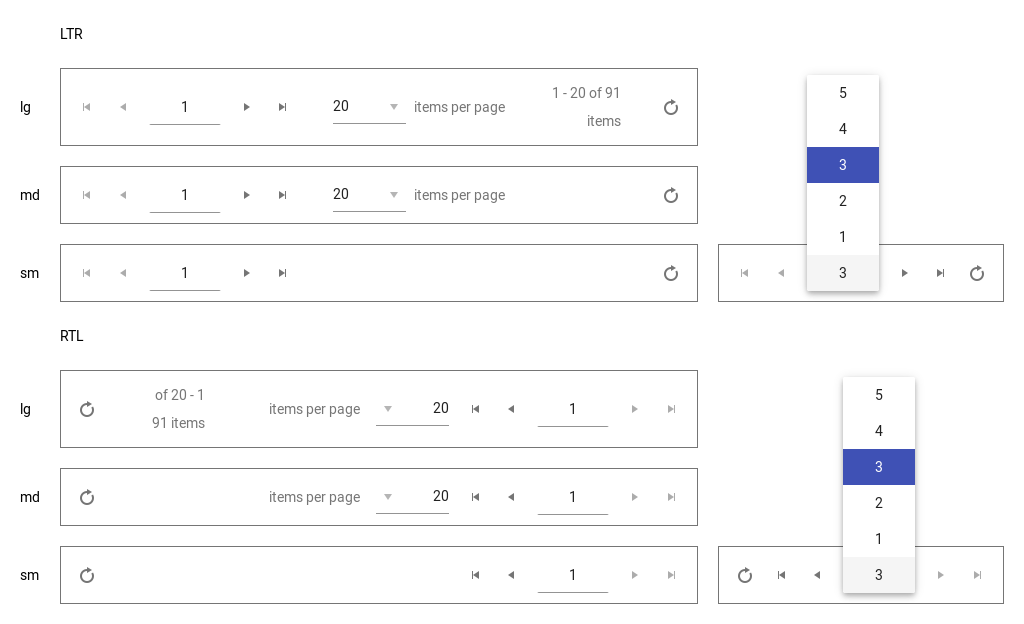 LTR
lg
1
20
items per page
1 - 20 of 91
items
md
1
20
items per page
sm
1
5
4
3
2
1
3
RTL
lg
of 20 - 1
91 items
items per page
20
1
md
items per page
20
1
sm
1
5
4
3
2
1
3